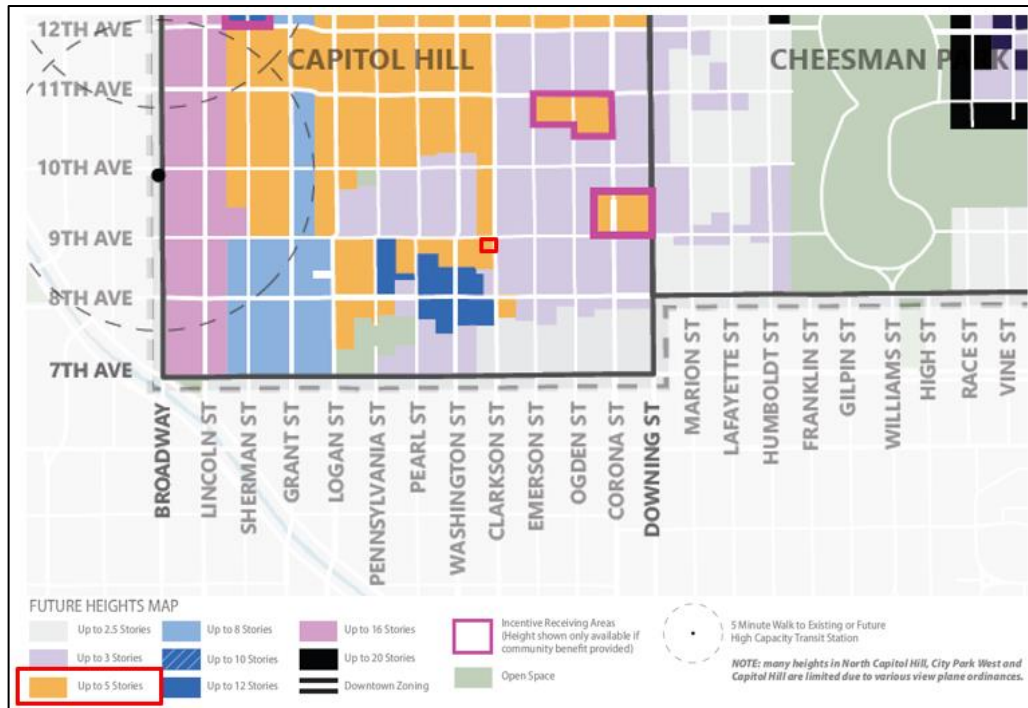 12TH AVE
CAPITOL HILL
CHEESMAN PARK
11TH AVE
10TH AVE
9TH AVE
8TH AVE
7TH AVE
BROADWAY
LINCOLN ST
SHERMAN ST
GRANT ST
LOGAN ST
PENNSYLVANIA ST
PEARL ST
WASHINGTON ST
CLARKSON ST
EMERSON ST
OGDEN ST
CORONA ST
DOWNING ST
MARION ST
LAFAYETTE ST
HUMBOLDT ST
FRANKLIN ST
GILPIN ST
WILLIAMS ST
HIGH ST
RACE ST
VINE ST
FUTURE HEIGHTS MAP
Up to 2.5 Stories
Up to 3 Stories
Up to 5 Stories
Up to 8 Stories
Up to 10 Stories
Up to 12 Stories
Up to 16 Stories
Up to 20 Stories
Downtown Zoning
Incentive Receiving Areas
(Height shown only available if
community benefit provided)
Open Space
5 Minute Walk to Existing or Future
High Capacity Transit Station
NOTE: many heights in North Capitol Hill, City Park West and
Capitol Hill are limited due to various view plane ordinances.